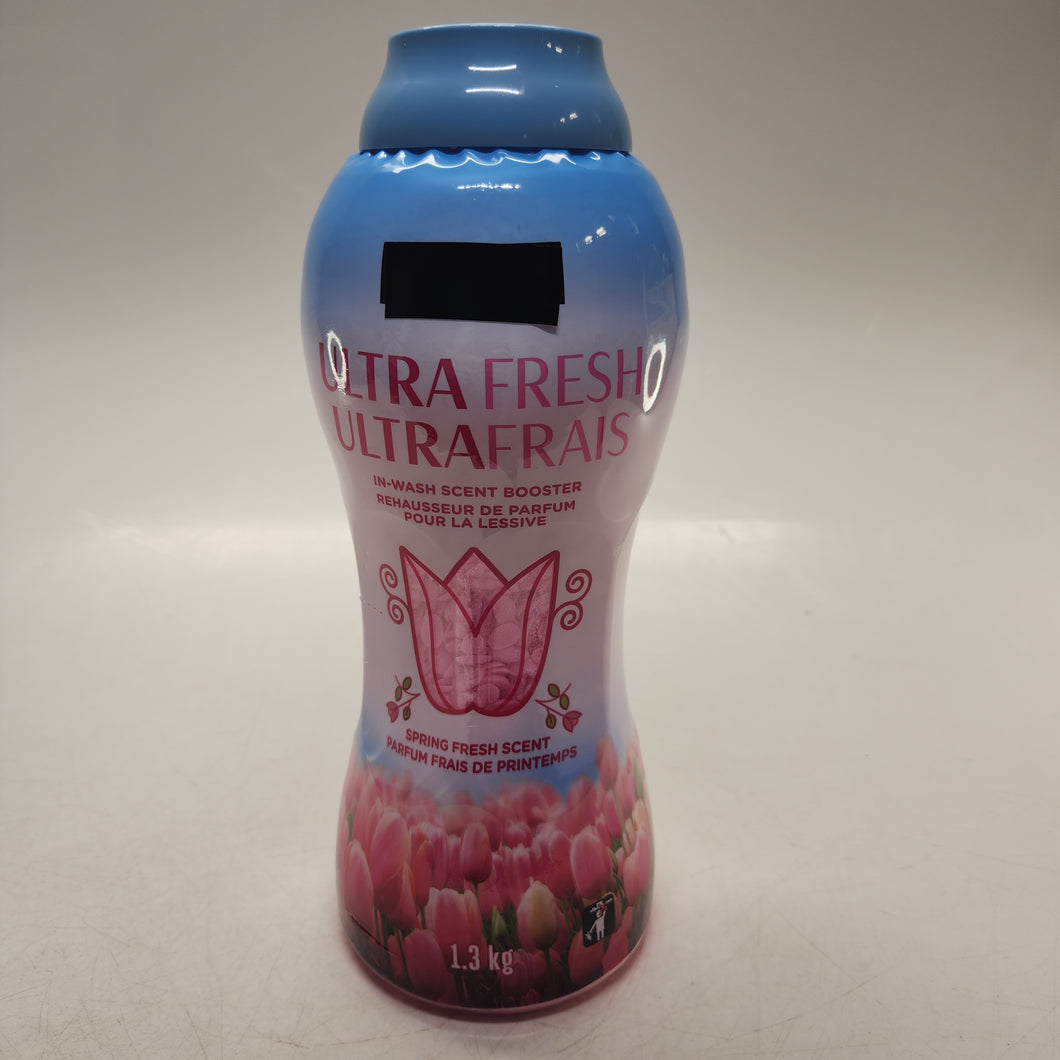 ULTRA FRESH
ULTRAFRAIS
IN-WASH SCENT BOOSTER
REHAUSSEUR DE PARFUM
POUR LA LESSIVE
SPRING FRESH SCENT
PARFUM FRAIS DE PRINTEMPS
1.3 kg